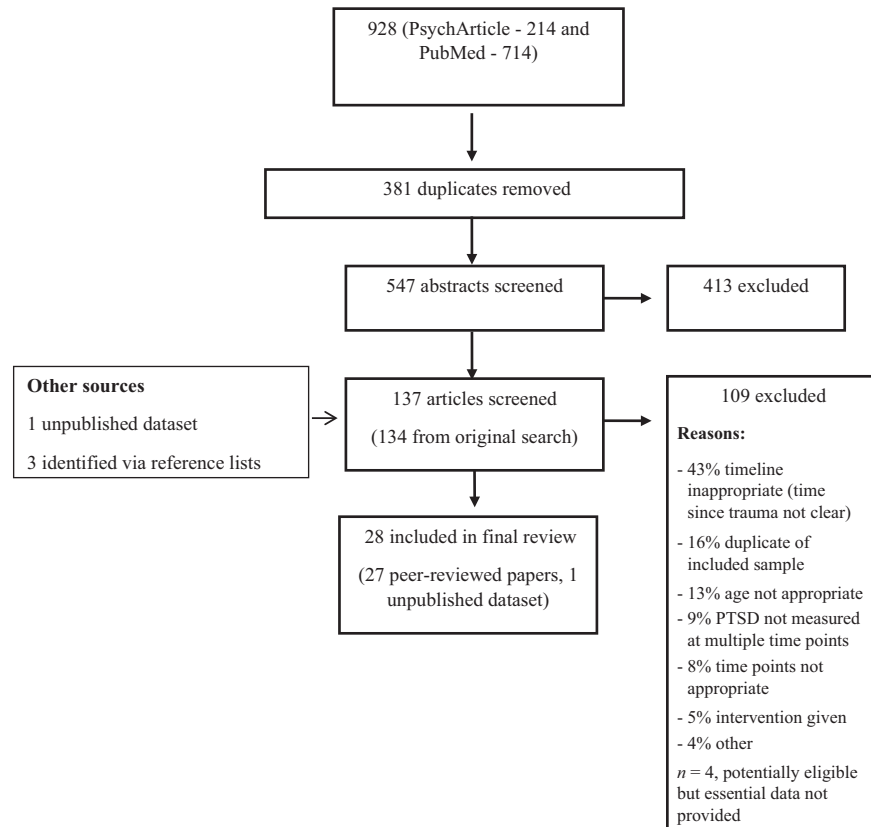 928 (PsychArticle - 214 and
PubMed - 714)
381 duplicates removed
547 abstracts screened
413 excluded
Other sources
1 unpublished dataset
3 identified via reference lists
137 articles screened
(134 from original search)
109 excluded
Reasons:
- 43% timeline
inappropriate (time
since trauma not clear)
- 16% duplicate of
included sample
- 13% age not appropriate
- 9% PTSD not measured
at multiple time points
- 8% time points not
appropriate
- 5% intervention given
- 4% other
n = 4, potentially eligible
but essential data not
provided
28 included in final review
(27 peer-reviewed papers, 1
unpublished dataset)